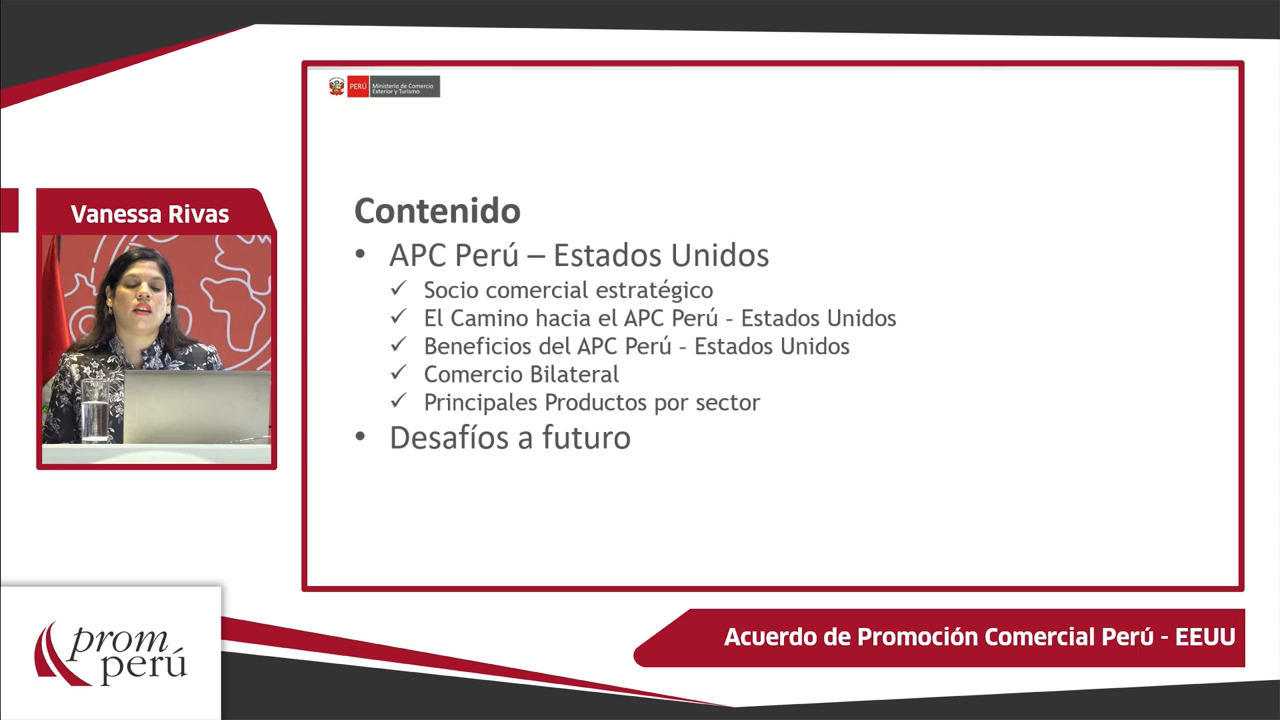 PERÚ
Ministerio de Comercio
Exterior y Turismo
Vanessa Rivas
Contenido
• APC Perú – Estados Unidos
✓ Socio comercial estratégico
✓ El Camino hacia el APC Perú – Estados Unidos
✓ Beneficios del APC Perú – Estados Unidos
✓ Comercio Bilateral
✓ Principales Productos por sector
• Desafíos a futuro
prom
perú
Acuerdo de Promoción Comercial Perú - EEUU